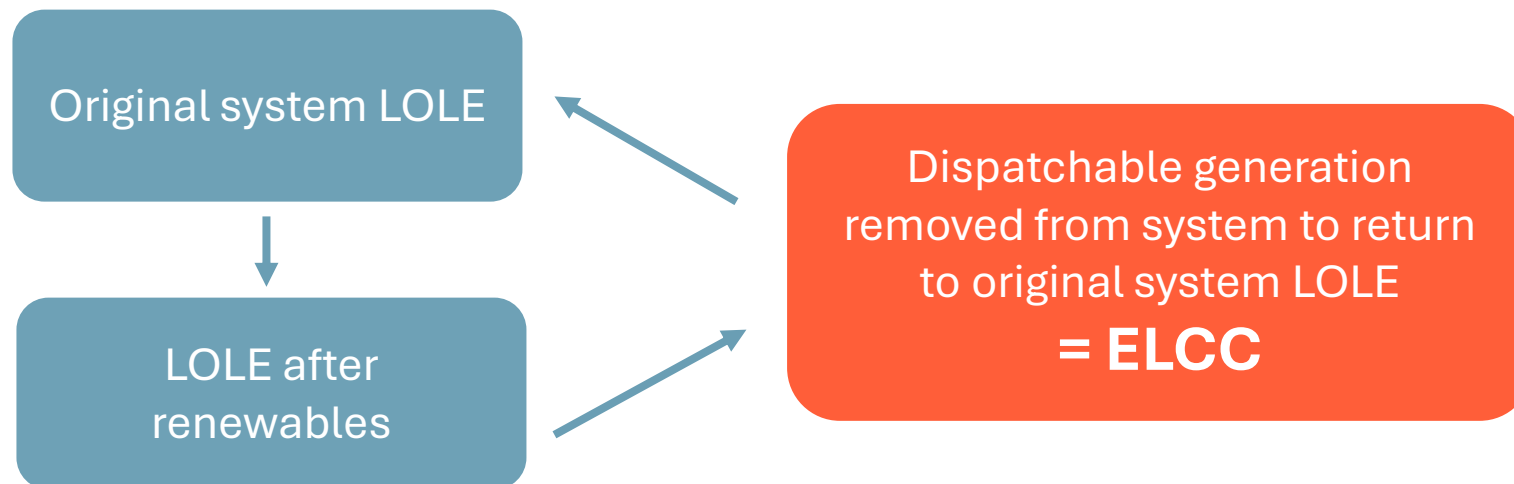 Original system LOLE
LOLE after
renewables
Dispatchable generation
removed from system to return
to original system LOLE
= ELCC